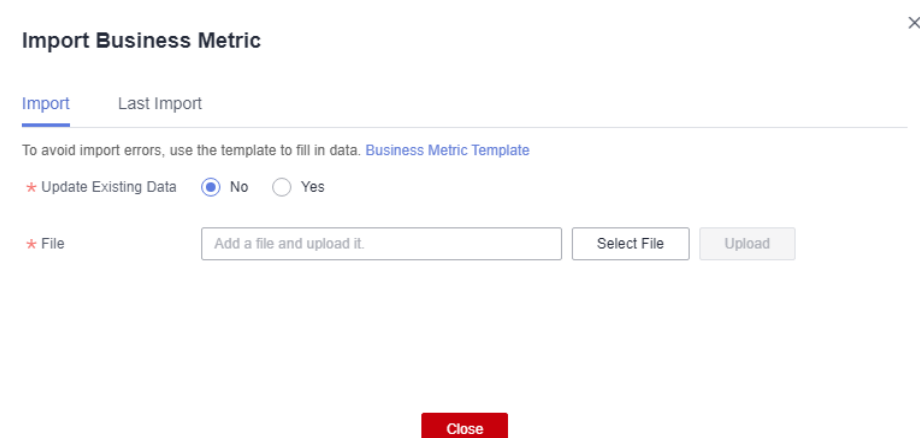 Import Business Metric
Import Last Import
To avoid import errors, use the template to fill in data. Business Metric Template
* Update Existing Data No Yes
* File Add a file and upload it. Select File Upload
Close